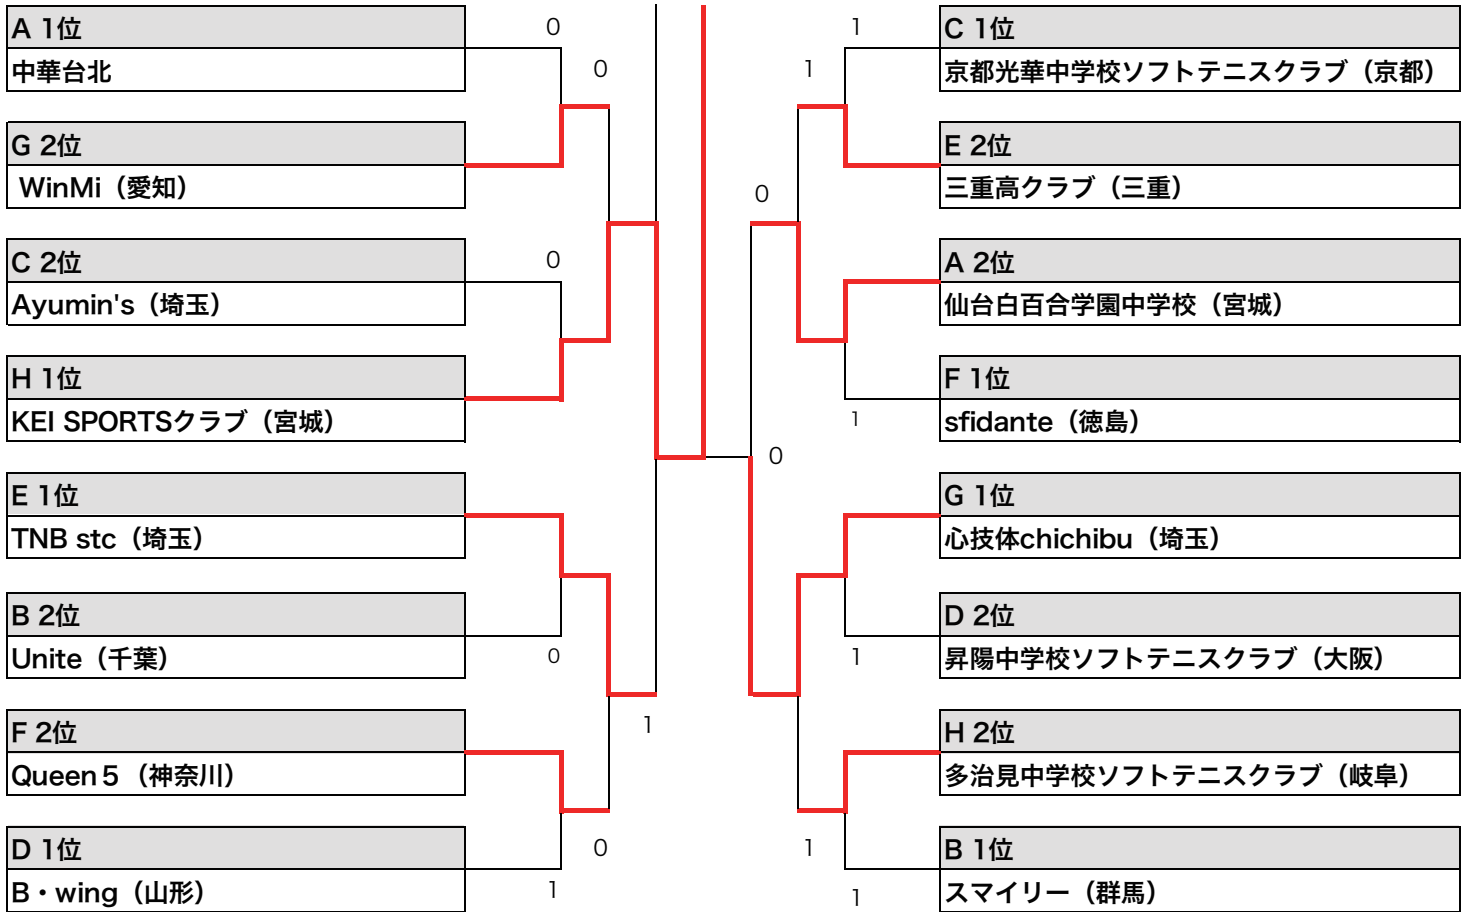 A 1位
中華台北
0
0
G 2位
WinMi（愛知）
C 2位
Ayumin's（埼玉）
0
H 1位
KEI SPORTSクラブ（宮城）
E 1位
TNB stc（埼玉）
B 2位
Unite（千葉）
0
F 2位
Queen５（神奈川）
1
D 1位
B・wing（山形）
0
1
C 1位
京都光華中学校ソフトテニスクラブ（京都）
1
1
E 2位
三重高クラブ（三重）
0
A 2位
仙台白百合学園中学校（宮城）
F 1位
sfidante（徳島）
1
0
G 1位
心技体chichibu（埼玉）
D 2位
昇陽中学校ソフトテニスクラブ（大阪）
1
H 2位
多治見中学校ソフトテニスクラブ（岐阜）
B 1位
スマイリー（群馬）
1
1